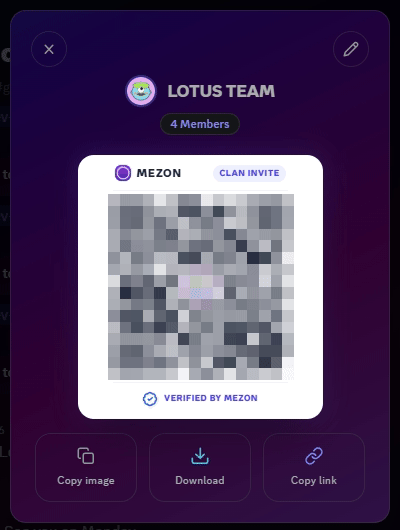 LOTUS TEAM
4 Members
MEZON
CLAN INVITE
VERIFIED BY MEZON
Copy image
Download
Copy link